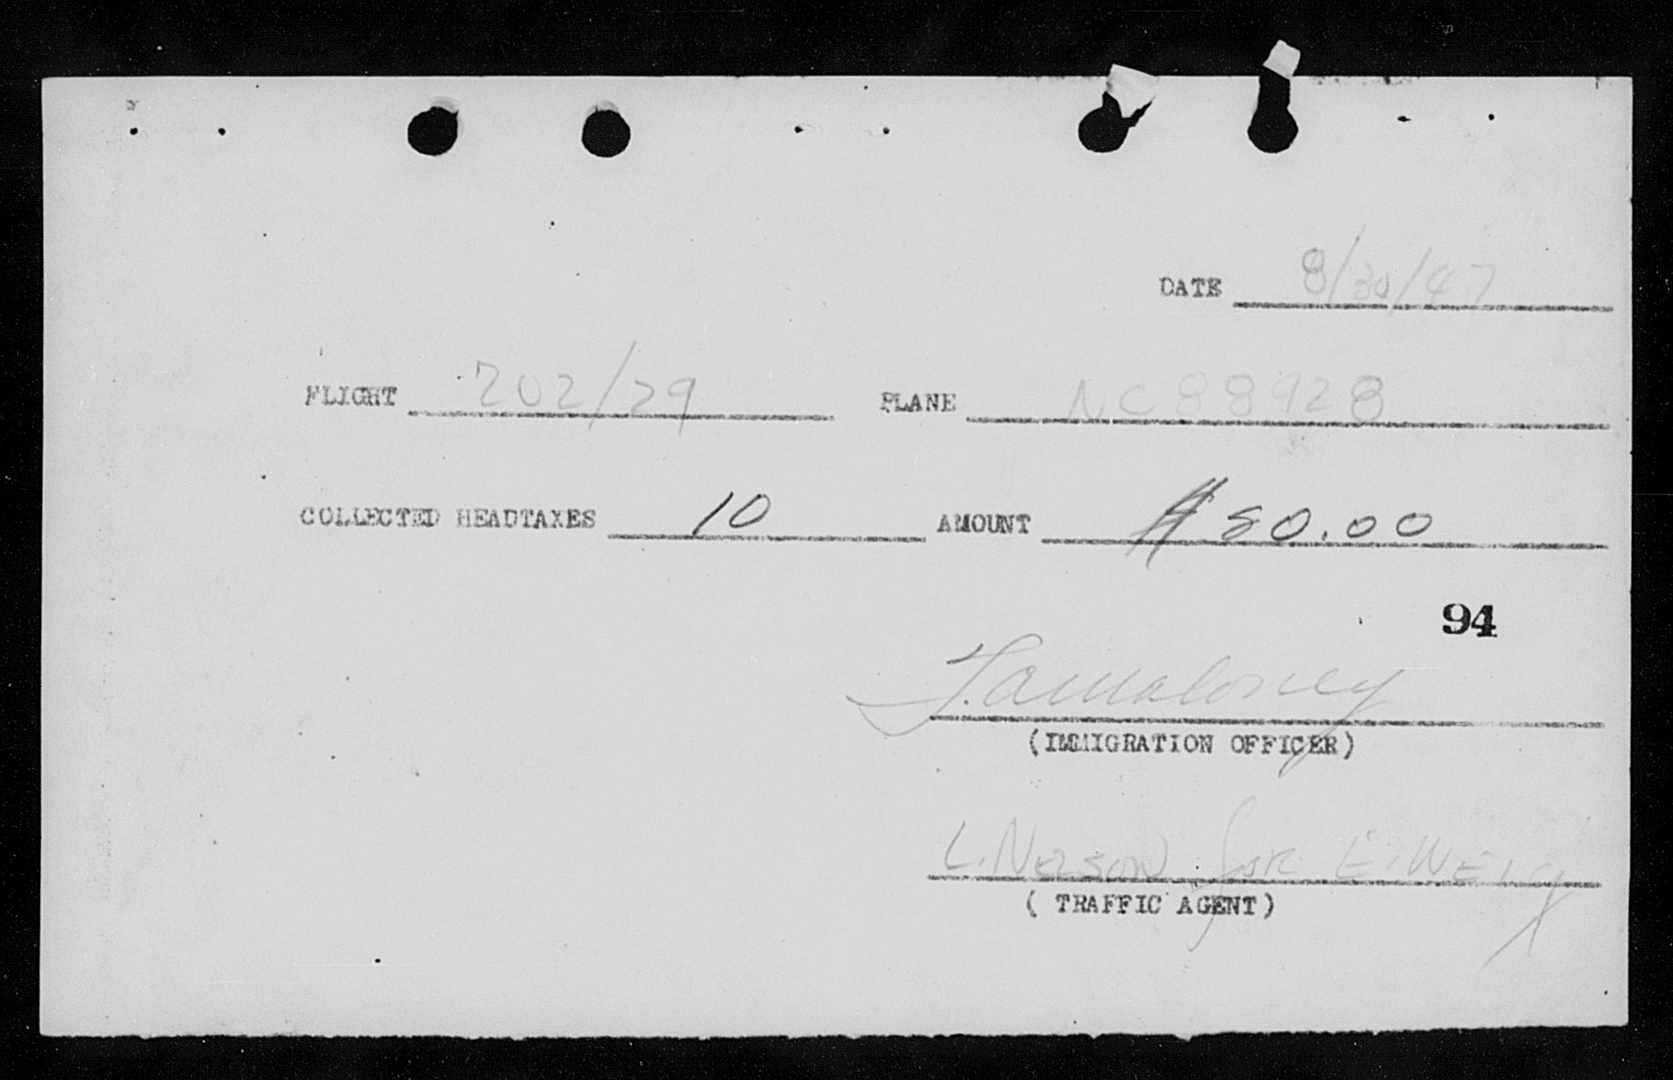 DATE 8/30/47
FLIGHT 202/29 PLANE NC88928
COLLECTED HEADTAXES 10 AMOUNT $80.00
94
(IMMIGRATION OFFICER)
L. NELSON for E.
( TRAFFIC AGENT)